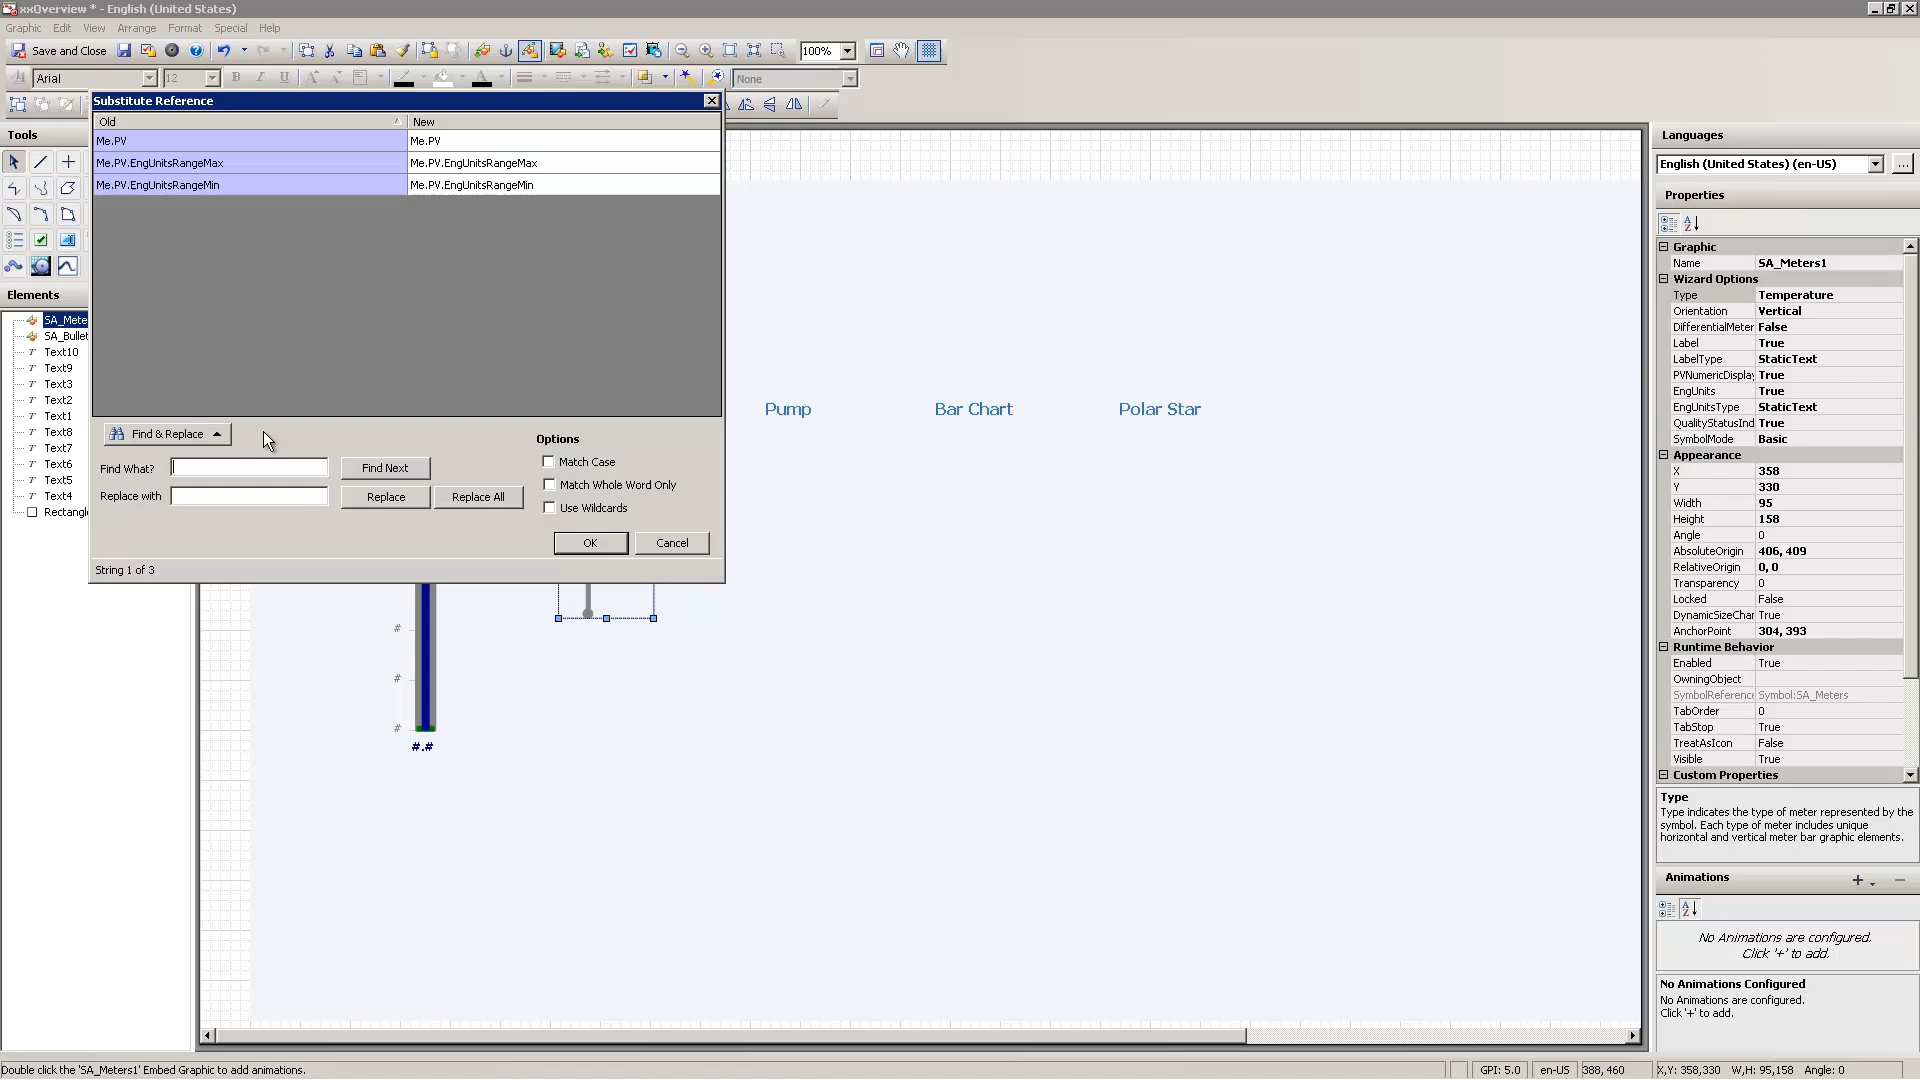 xxOverview * - English (United States)
Graphic Edit View Arrange Format Special Help
Save and Close 100%
Arial 12 B I U A None
Substitute Reference
Tools
Old New
Me.PV Me.PV
Me.PV.EngUnitsRangeMax Me.PV.EngUnitsRangeMax
Me.PV.EngUnitsRangeMin Me.PV.EngUnitsRangeMin
Elements
SA_Mete
SA_Bullet
Text10
Text9
Text3
Text2
Text1
Text8
Text7
Text6
Text5
Text4
Rectangl
Find & Replace
Find What? Find Next
Replace with Replace Replace All
Options
Match Case
Match Whole Word Only
Use Wildcards
OK Cancel
String 1 of 3
Pump Bar Chart Polar Star
#
#
#
#.#
Languages
English (United States) (en-US) ...
Properties
Graphic
Name SA_Meters1
Wizard Options
Type Temperature
Orientation Vertical
DifferentialMeter False
Label True
LabelType StaticText
PVNumericDisplay True
EngUnits True
EngUnitsType StaticText
QualityStatusInd True
SymbolMode Basic
Appearance
X 358
Y 330
Width 95
Height 158
Angle 0
AbsoluteOrigin 406, 409
RelativeOrigin 0, 0
Transparency 0
Locked False
DynamicSizeChar True
AnchorPoint 304, 393
Runtime Behavior
Enabled True
OwningObject
SymbolReference Symbol:SA_Meters
TabOrder 0
TabStop True
TreatAsIcon False
Visible True
Custom Properties
Type
Type indicates the type of meter represented by the
symbol. Each type of meter includes unique
horizontal and vertical meter bar graphic elements.
Animations
No Animations are configured.
Click '+' to add.
No Animations Configured
No Animations are configured.
Click '+' to add.
Double click the 'SA_Meters1' Embed Graphic to add animations. GPI: 5.0 en-US 388, 460 X,Y: 358,330 W,H: 95,158 Angle: 0